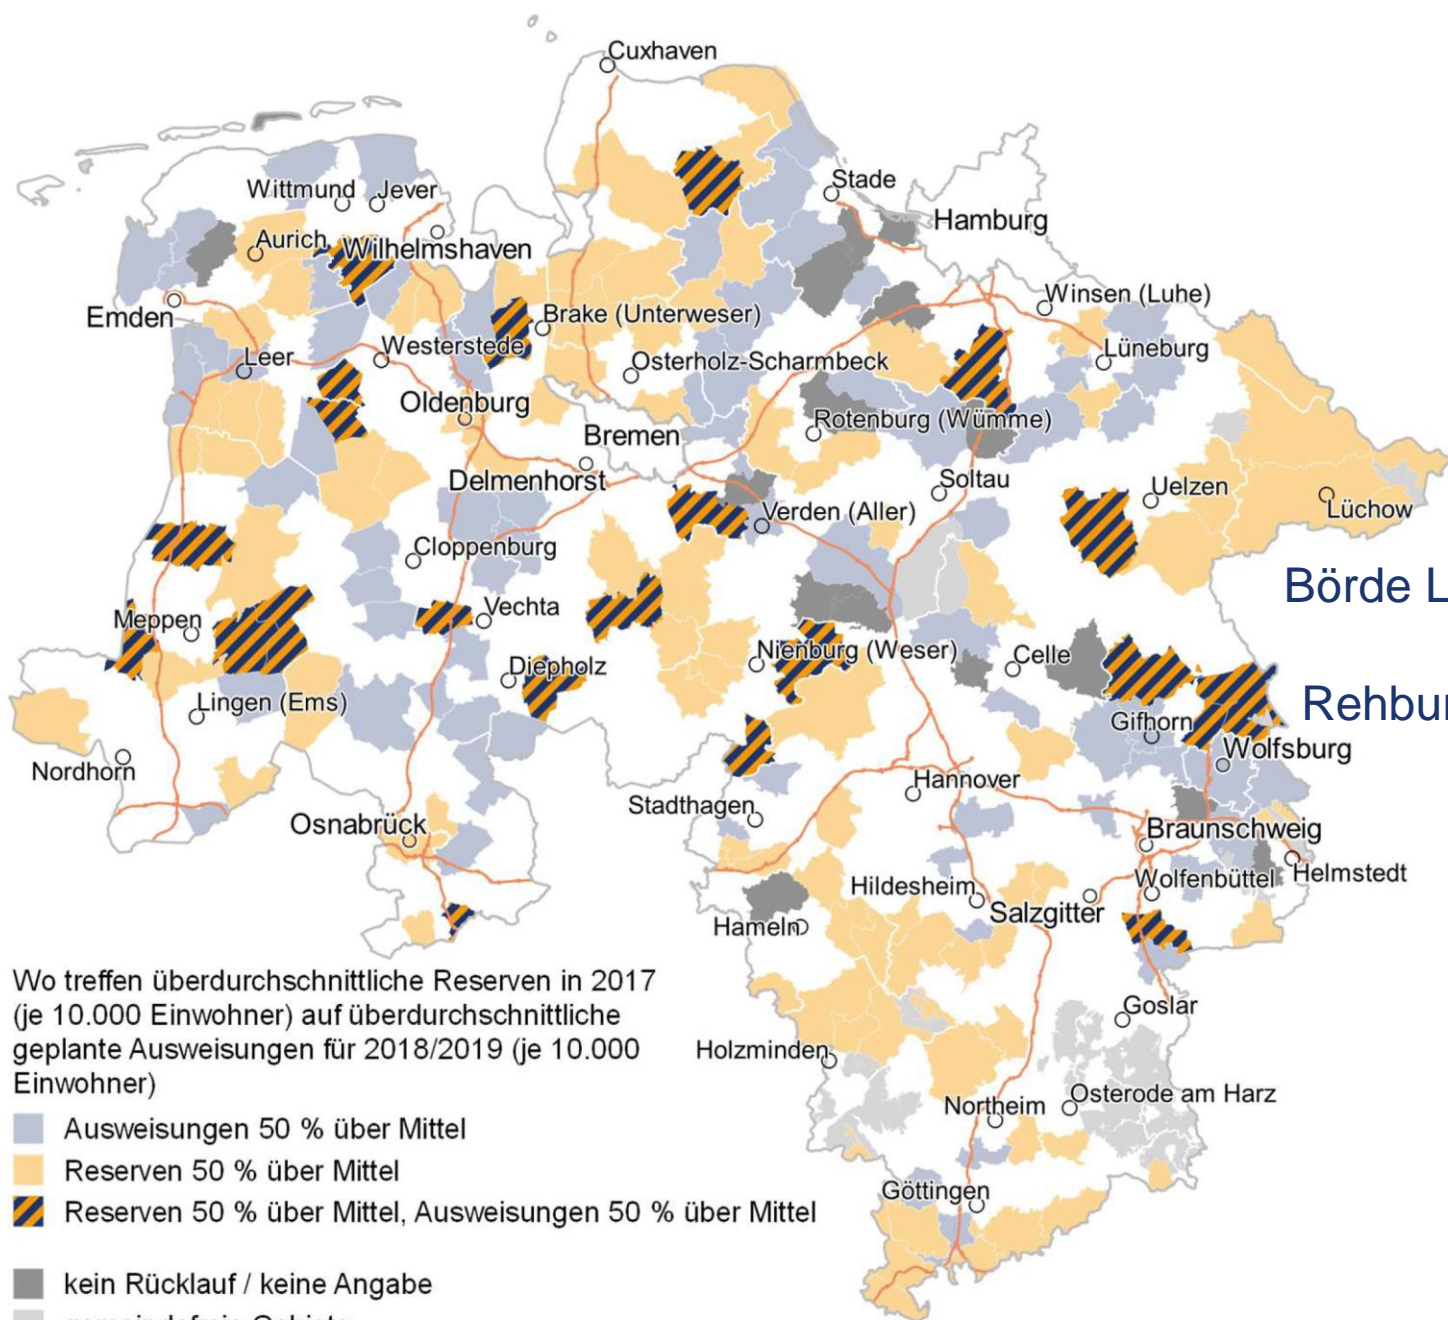 Cuxhaven
Stade
Wittmund
Jever
Hamburg
Aurich
Wilhelmshaven
Emden
Winsen (Luhe)
Brake (Unterweser)
Westerstede
Lüneburg
Leer
Osterholz-Scharmbeck
Oldenburg
Rotenburg (Wümme)
Bremen
Delmenhorst
Soltau
Uelzen
Lüchow
Verden (Aller)
Cloppenburg
Börde L
Meppen
Vechta
Nienburg (Weser)
Celle
Diepholz
Lingen (Ems)
Rehbur
Gifhorn
Wolfsburg
Nordhorn
Hannover
Stadthagen
Osnabrück
Braunschweig
Helmstedt
Hildesheim
Wolfenbüttel
Salzgitter
Hameln
Goslar
Holzminden
Osterode am Harz
Northeim
Göttingen
Wo treffen überdurchschnittliche Reserven in 2017
(je 10.000 Einwohner) auf überdurchschnittliche
geplante Ausweisungen für 2018/2019 (je 10.000
Einwohner)
Ausweisungen 50 % über Mittel
Reserven 50 % über Mittel
Reserven 50 % über Mittel, Ausweisungen 50 % über Mittel
kein Rücklauf / keine Angabe
gemeindefreie Gebiete